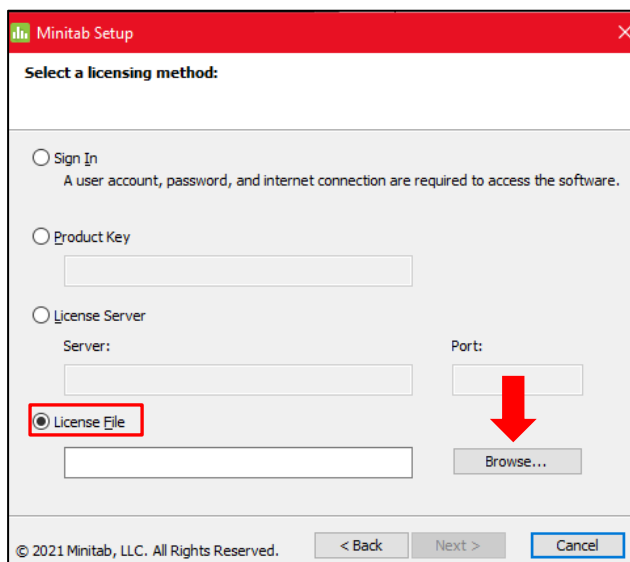 Minitab Setup
Select a licensing method:
Sign In
A user account, password, and internet connection are required to access the software.
Product Key
License Server
Server: Port:
License File
Browse...
© 2021 Minitab, LLC. All Rights Reserved. < Back Next > Cancel